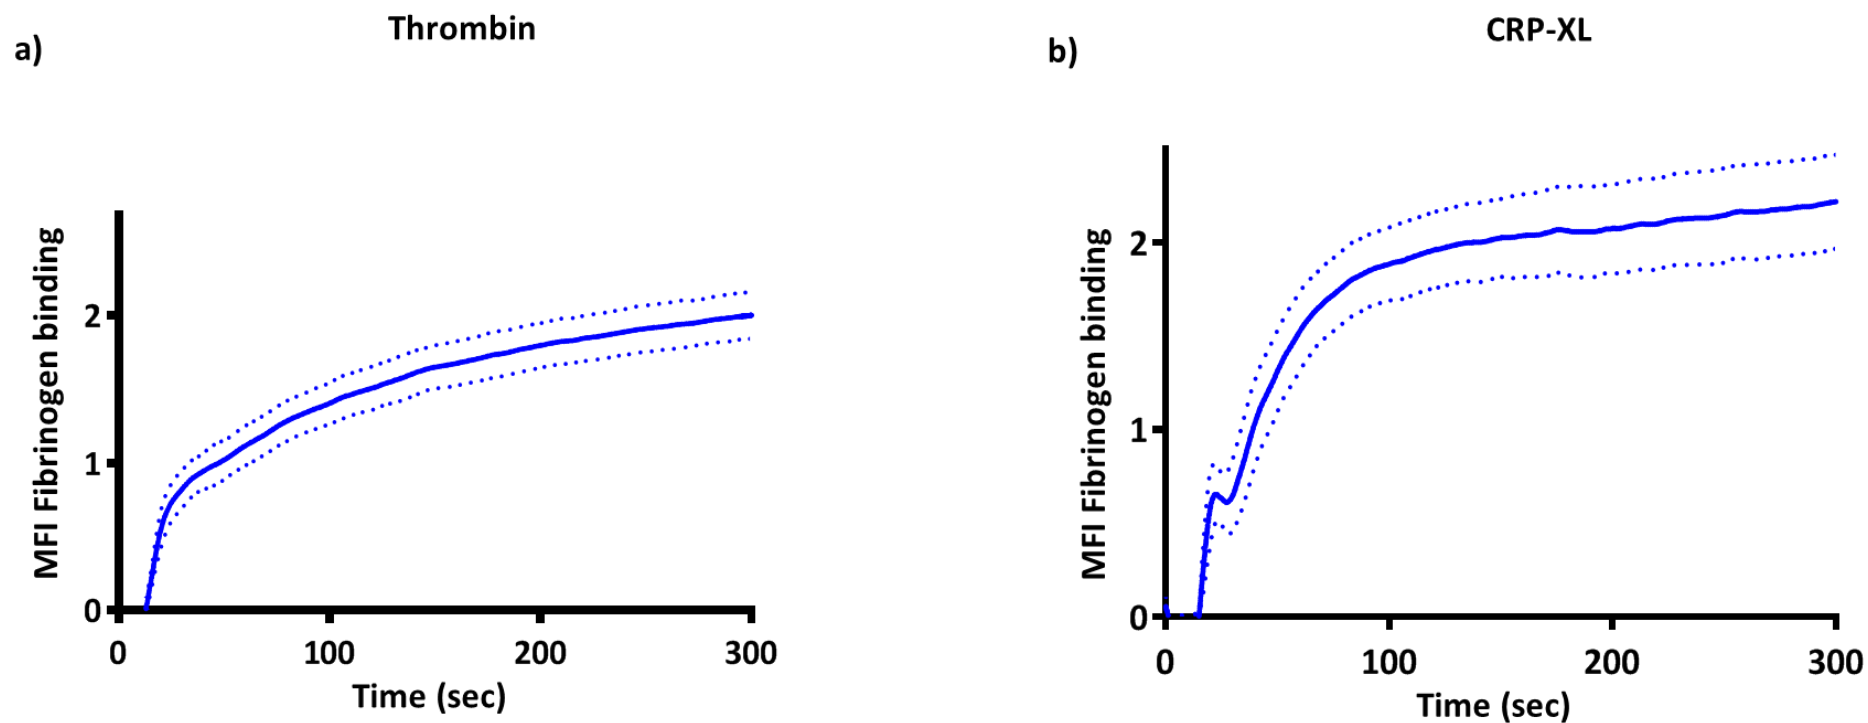 a)
Thrombin
MFI Fibrinogen binding
2
1
0
0 100 200 300
Time (sec)
b)
CRP-XL
MFI Fibrinogen binding
2
1
0
0 100 200 300
Time (sec)